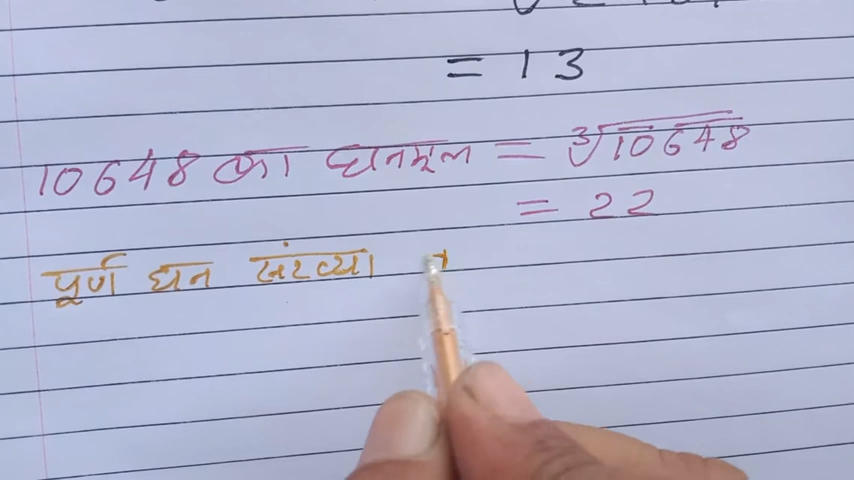 = 13
10648 का घनमूल = ∛10648
= 22
पूर्ण घन संख्या